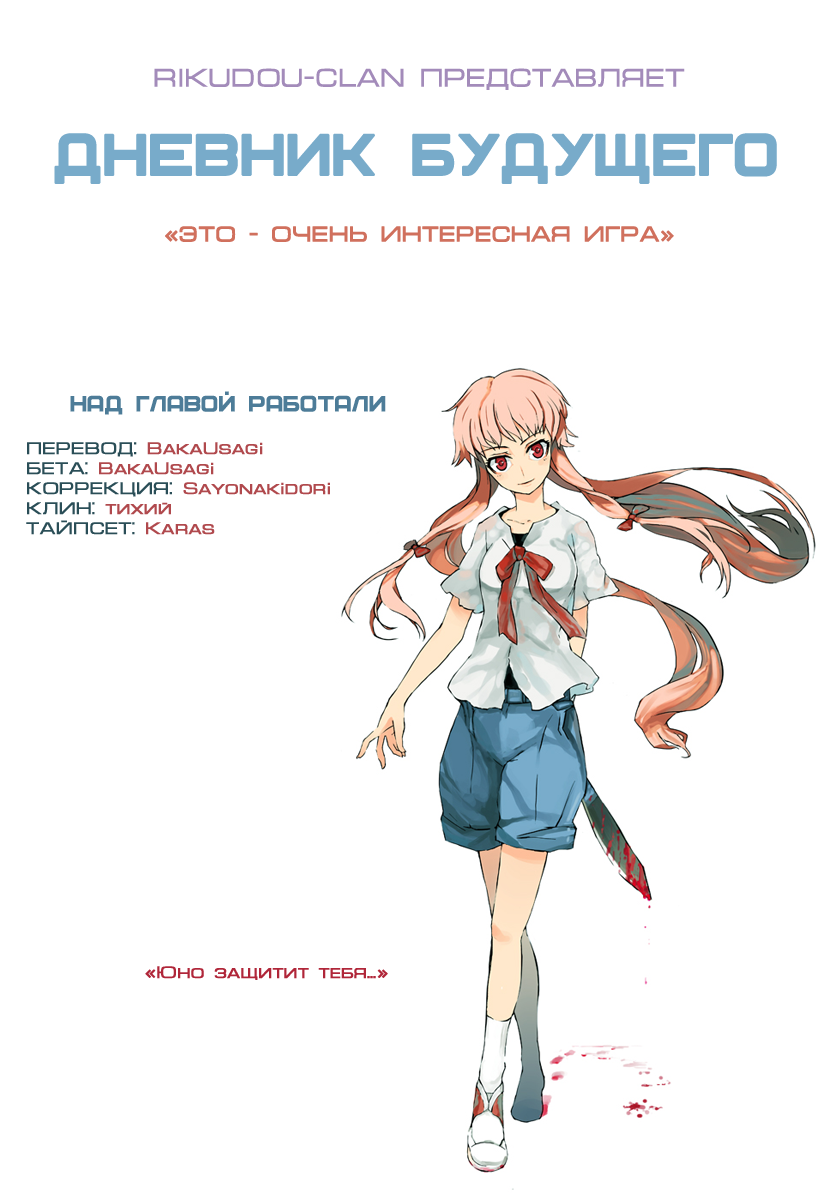 RIKUDOU-CLAN ПРЕДСТАВЛЯЕТ
ДНЕВНИК БУДУЩЕГО
«ЭТО - ОЧЕНЬ ИНТЕРЕСНАЯ ИГРА»
НАД ГЛАВОЙ РАБОТАЛИ
ПЕРЕВОД: BakaUsagi
БЕТА: BakaUsagi
КОРРЕКЦИЯ: Sayonakidori
КЛИН: тихий
ТАЙПСЕТ: Karas
«Юно защитит тебя...»